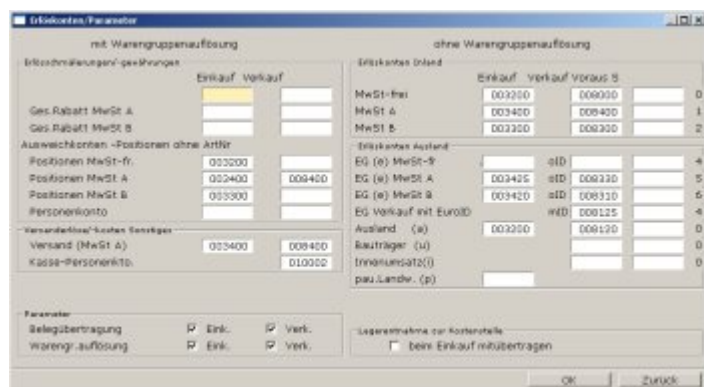 Erlöskonten/Parameter
mit Warengruppenauflösung
Erlösschmälerungen/-gewährungen
Einkauf Verkauf
Ges.Rabatt MwSt A
Ges.Rabatt MwSt B
Ausweichkonten -Positionen ohne ArtNr
Positionen MwSt-fr. 003200
Positionen MwSt A 003400 008400
Positionen MwSt B 003300
Personenkonto
Versanderlöse/-kosten Sonstiges
Versand (MwSt A) 003400 008400
Kasse-Personenkto. 010002
Parameter
Belegübertragung Eink. Verk.
Warengr.auflösung Eink. Verk.
ohne Warengruppenauflösung
Erlöskonten Inland
Einkauf Verkauf Voraus S
MwSt-frei 003200 008000 0
MwSt A 003400 008400 1
MwSt B 003300 008300 2
Erlöskonten Ausland
EG (e) MwSt-fr oID 4
EG (e) MwSt A 003425 oID 008330 5
EG (e) MwSt B 003420 oID 008310 6
EG Verkauf mit EuroID mID 008125 4
Ausland (a) 003200 008120 0
Bauträger (u) 0
Innenumsatz(i) 0
pau.Landw. (p)
Lagerentnahme zur Kostenstelle
beim Einkauf mitübertragen
OK Zurück